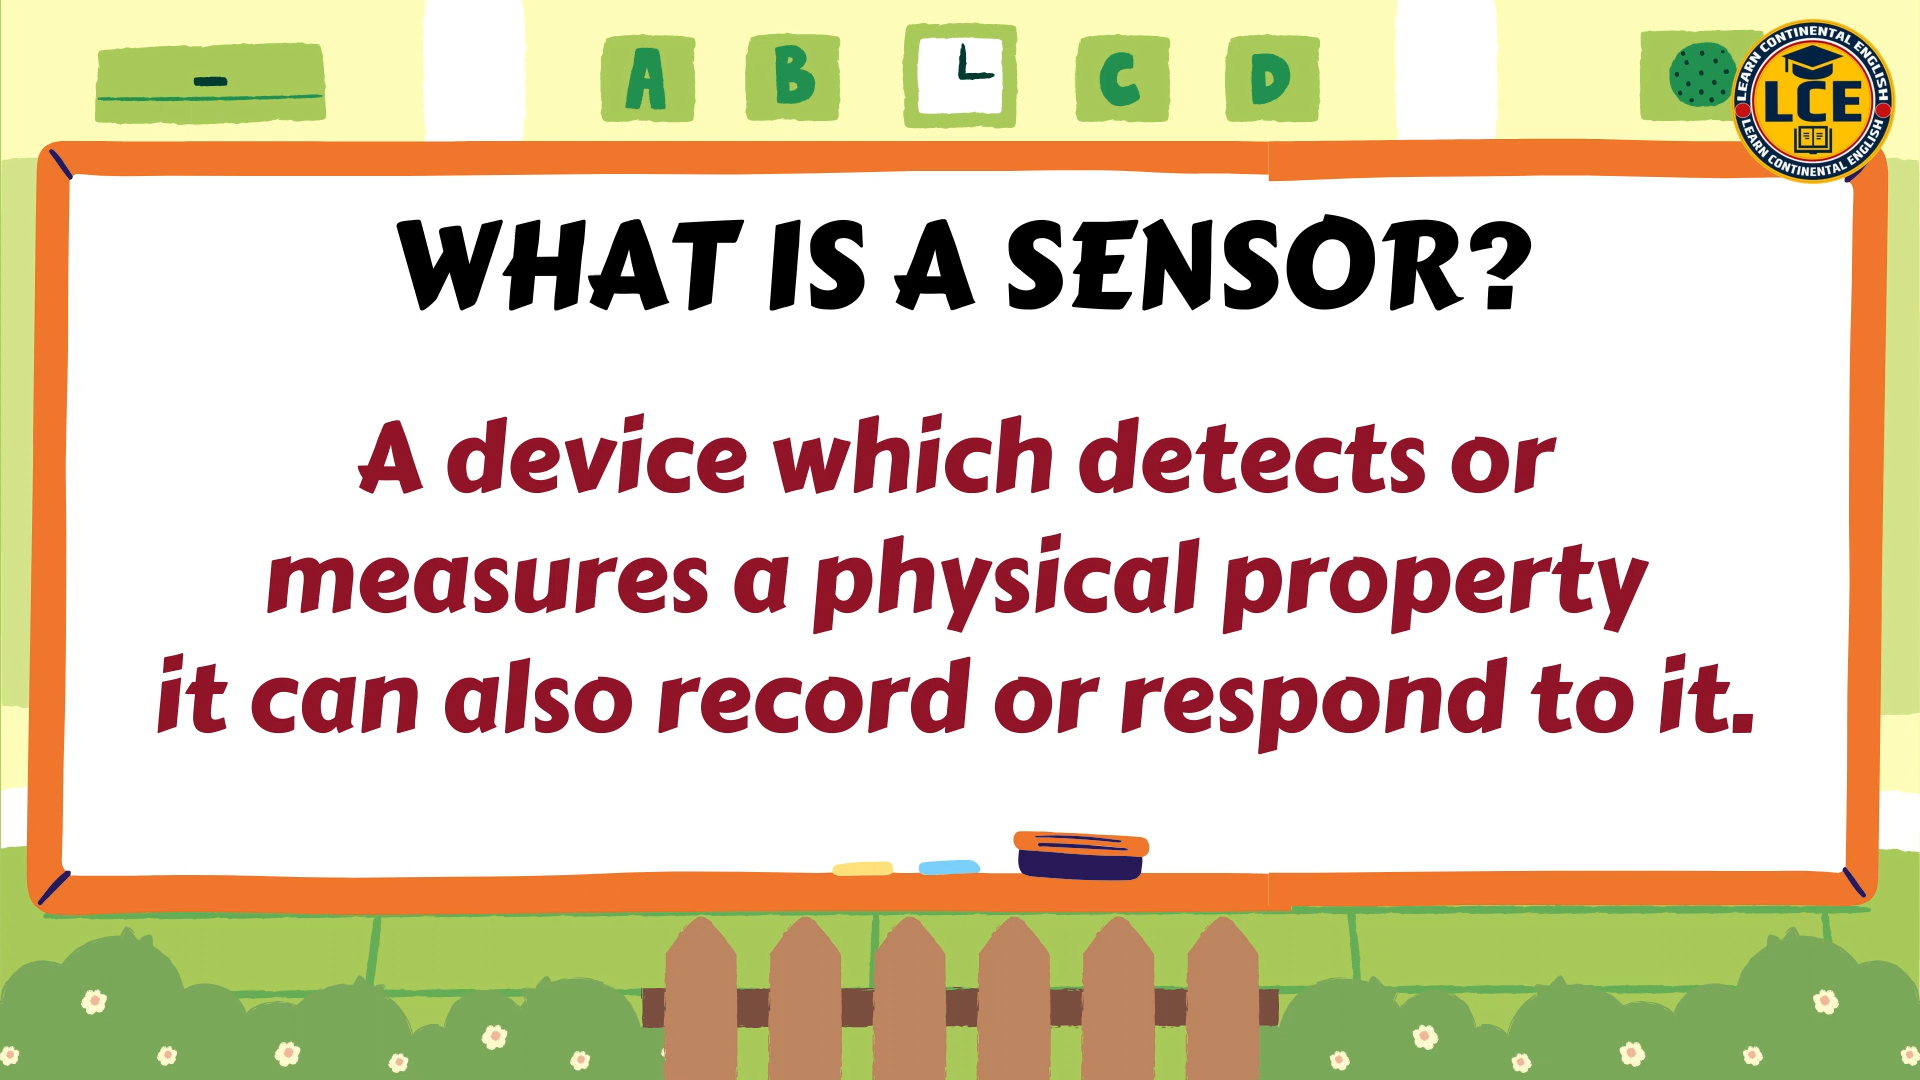 A B C D
LEARN CONTINENTAL ENGLISH
LCE
LEARN CONTINENTAL ENGLISH
WHAT IS A SENSOR?
A device which detects or
measures a physical property
it can also record or respond to it.